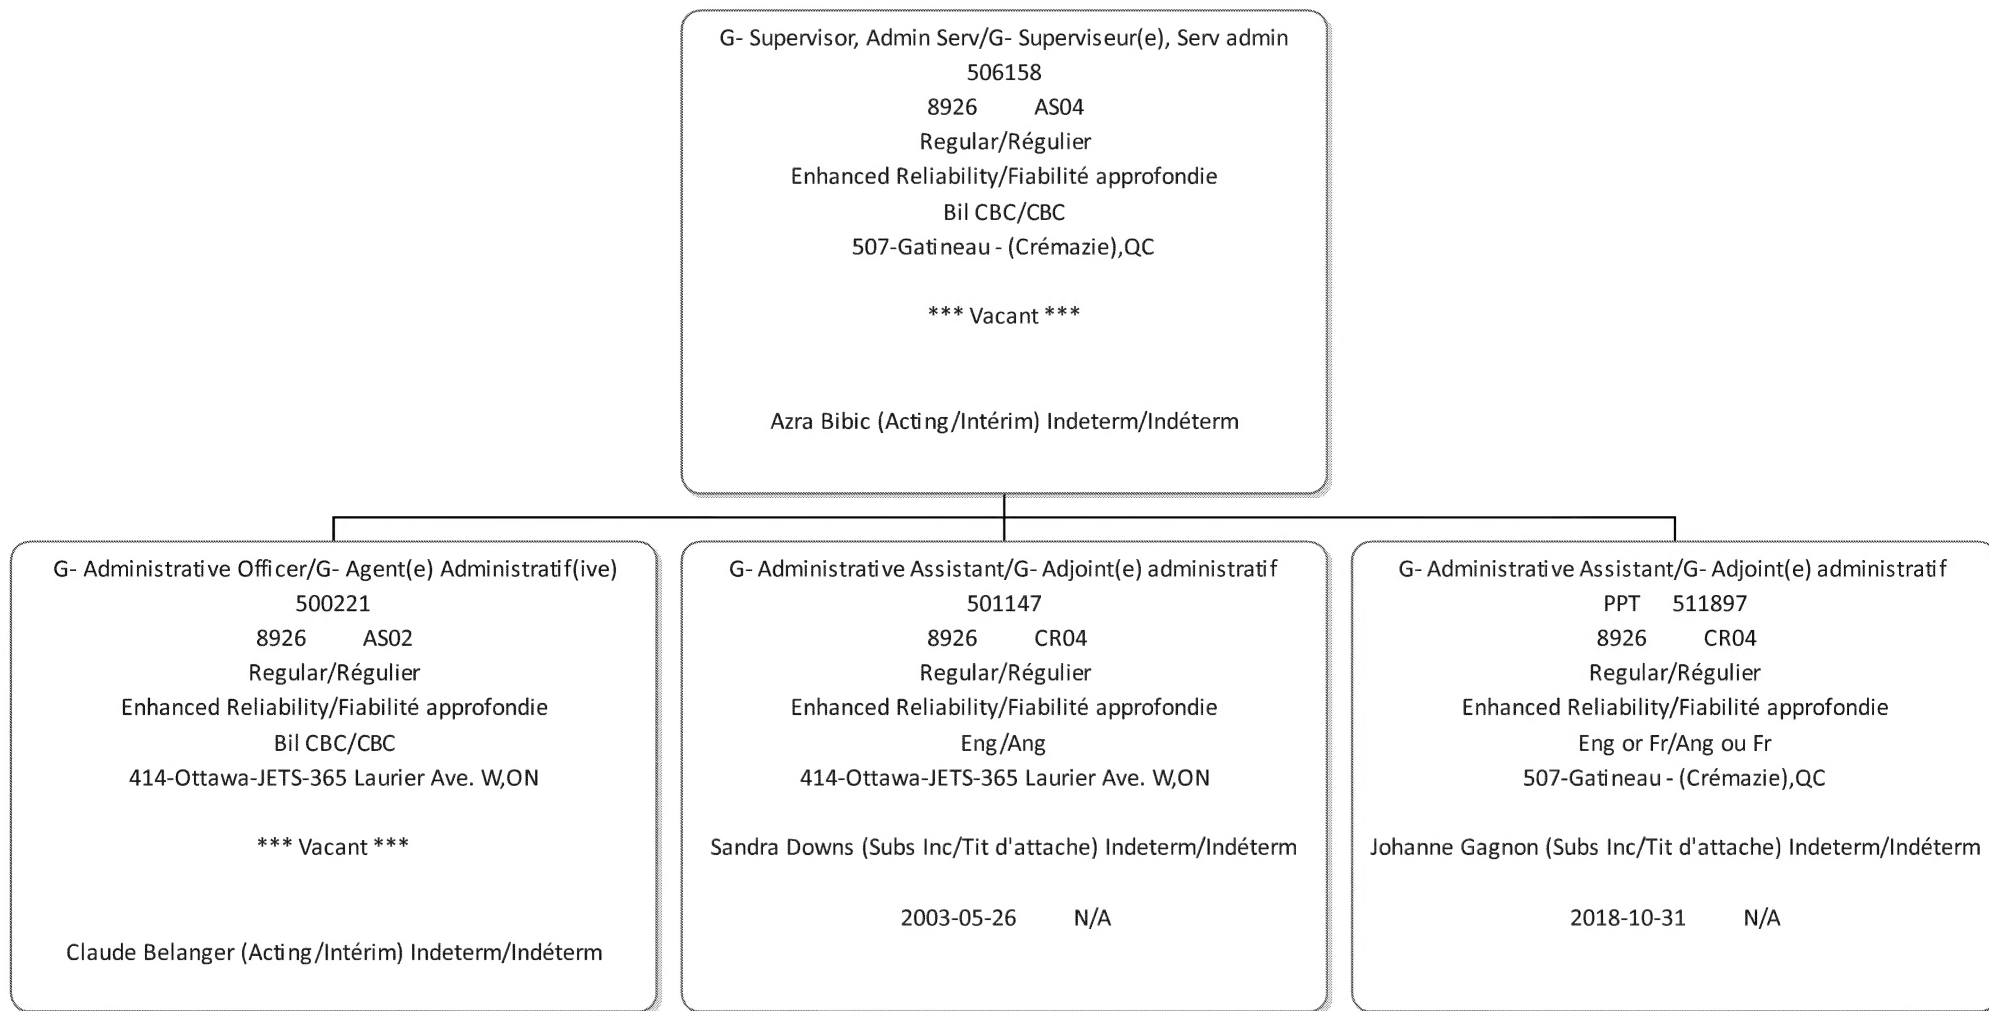 G- Supervisor, Admin Serv/G- Superviseur(e), Serv admin
506158
8926 AS04
Regular/Régulier
Enhanced Reliability/Fiabilité approfondie
Bil CBC/CBC
507-Gatineau - (Crémazie),QC
*** Vacant ***
Azra Bibic (Acting/Intérim) Indeterm/Indéterm
G- Administrative Officer/G- Agent(e) Administratif(ive)
500221
8926 AS02
Regular/Régulier
Enhanced Reliability/Fiabilité approfondie
Bil CBC/CBC
414-Ottawa-JETS-365 Laurier Ave. W,ON
*** Vacant ***
Claude Belanger (Acting/Intérim) Indeterm/Indéterm
G- Administrative Assistant/G- Adjoint(e) administratif
501147
8926 CR04
Regular/Régulier
Enhanced Reliability/Fiabilité approfondie
Eng/Ang
414-Ottawa-JETS-365 Laurier Ave. W,ON
Sandra Downs (Subs Inc/Tit d'attache) Indeterm/Indéterm
2003-05-26 N/A
G- Administrative Assistant/G- Adjoint(e) administratif
PPT 511897
8926 CR04
Regular/Régulier
Enhanced Reliability/Fiabilité approfondie
Eng or Fr/Ang ou Fr
507-Gatineau - (Crémazie),QC
Johanne Gagnon (Subs Inc/Tit d'attache) Indeterm/Indéterm
2018-10-31 N/A